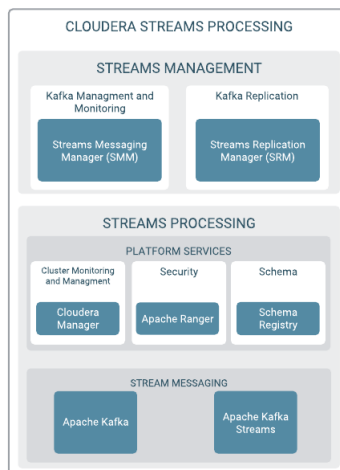 CLOUDERA STREAMS PROCESSING
STREAMS MANAGEMENT
Kafka Managment and
Monitoring
Streams Messaging
Manager (SMM)
Kafka Replication
Streams Replication
Manager (SRM)
STREAMS PROCESSING
PLATFORM SERVICES
Cluster Monitoring
and Managment
Cloudera
Manager
Security
Apache Ranger
Schema
Schema
Registry
STREAM MESSAGING
Apache Kafka
Apache Kafka
Streams